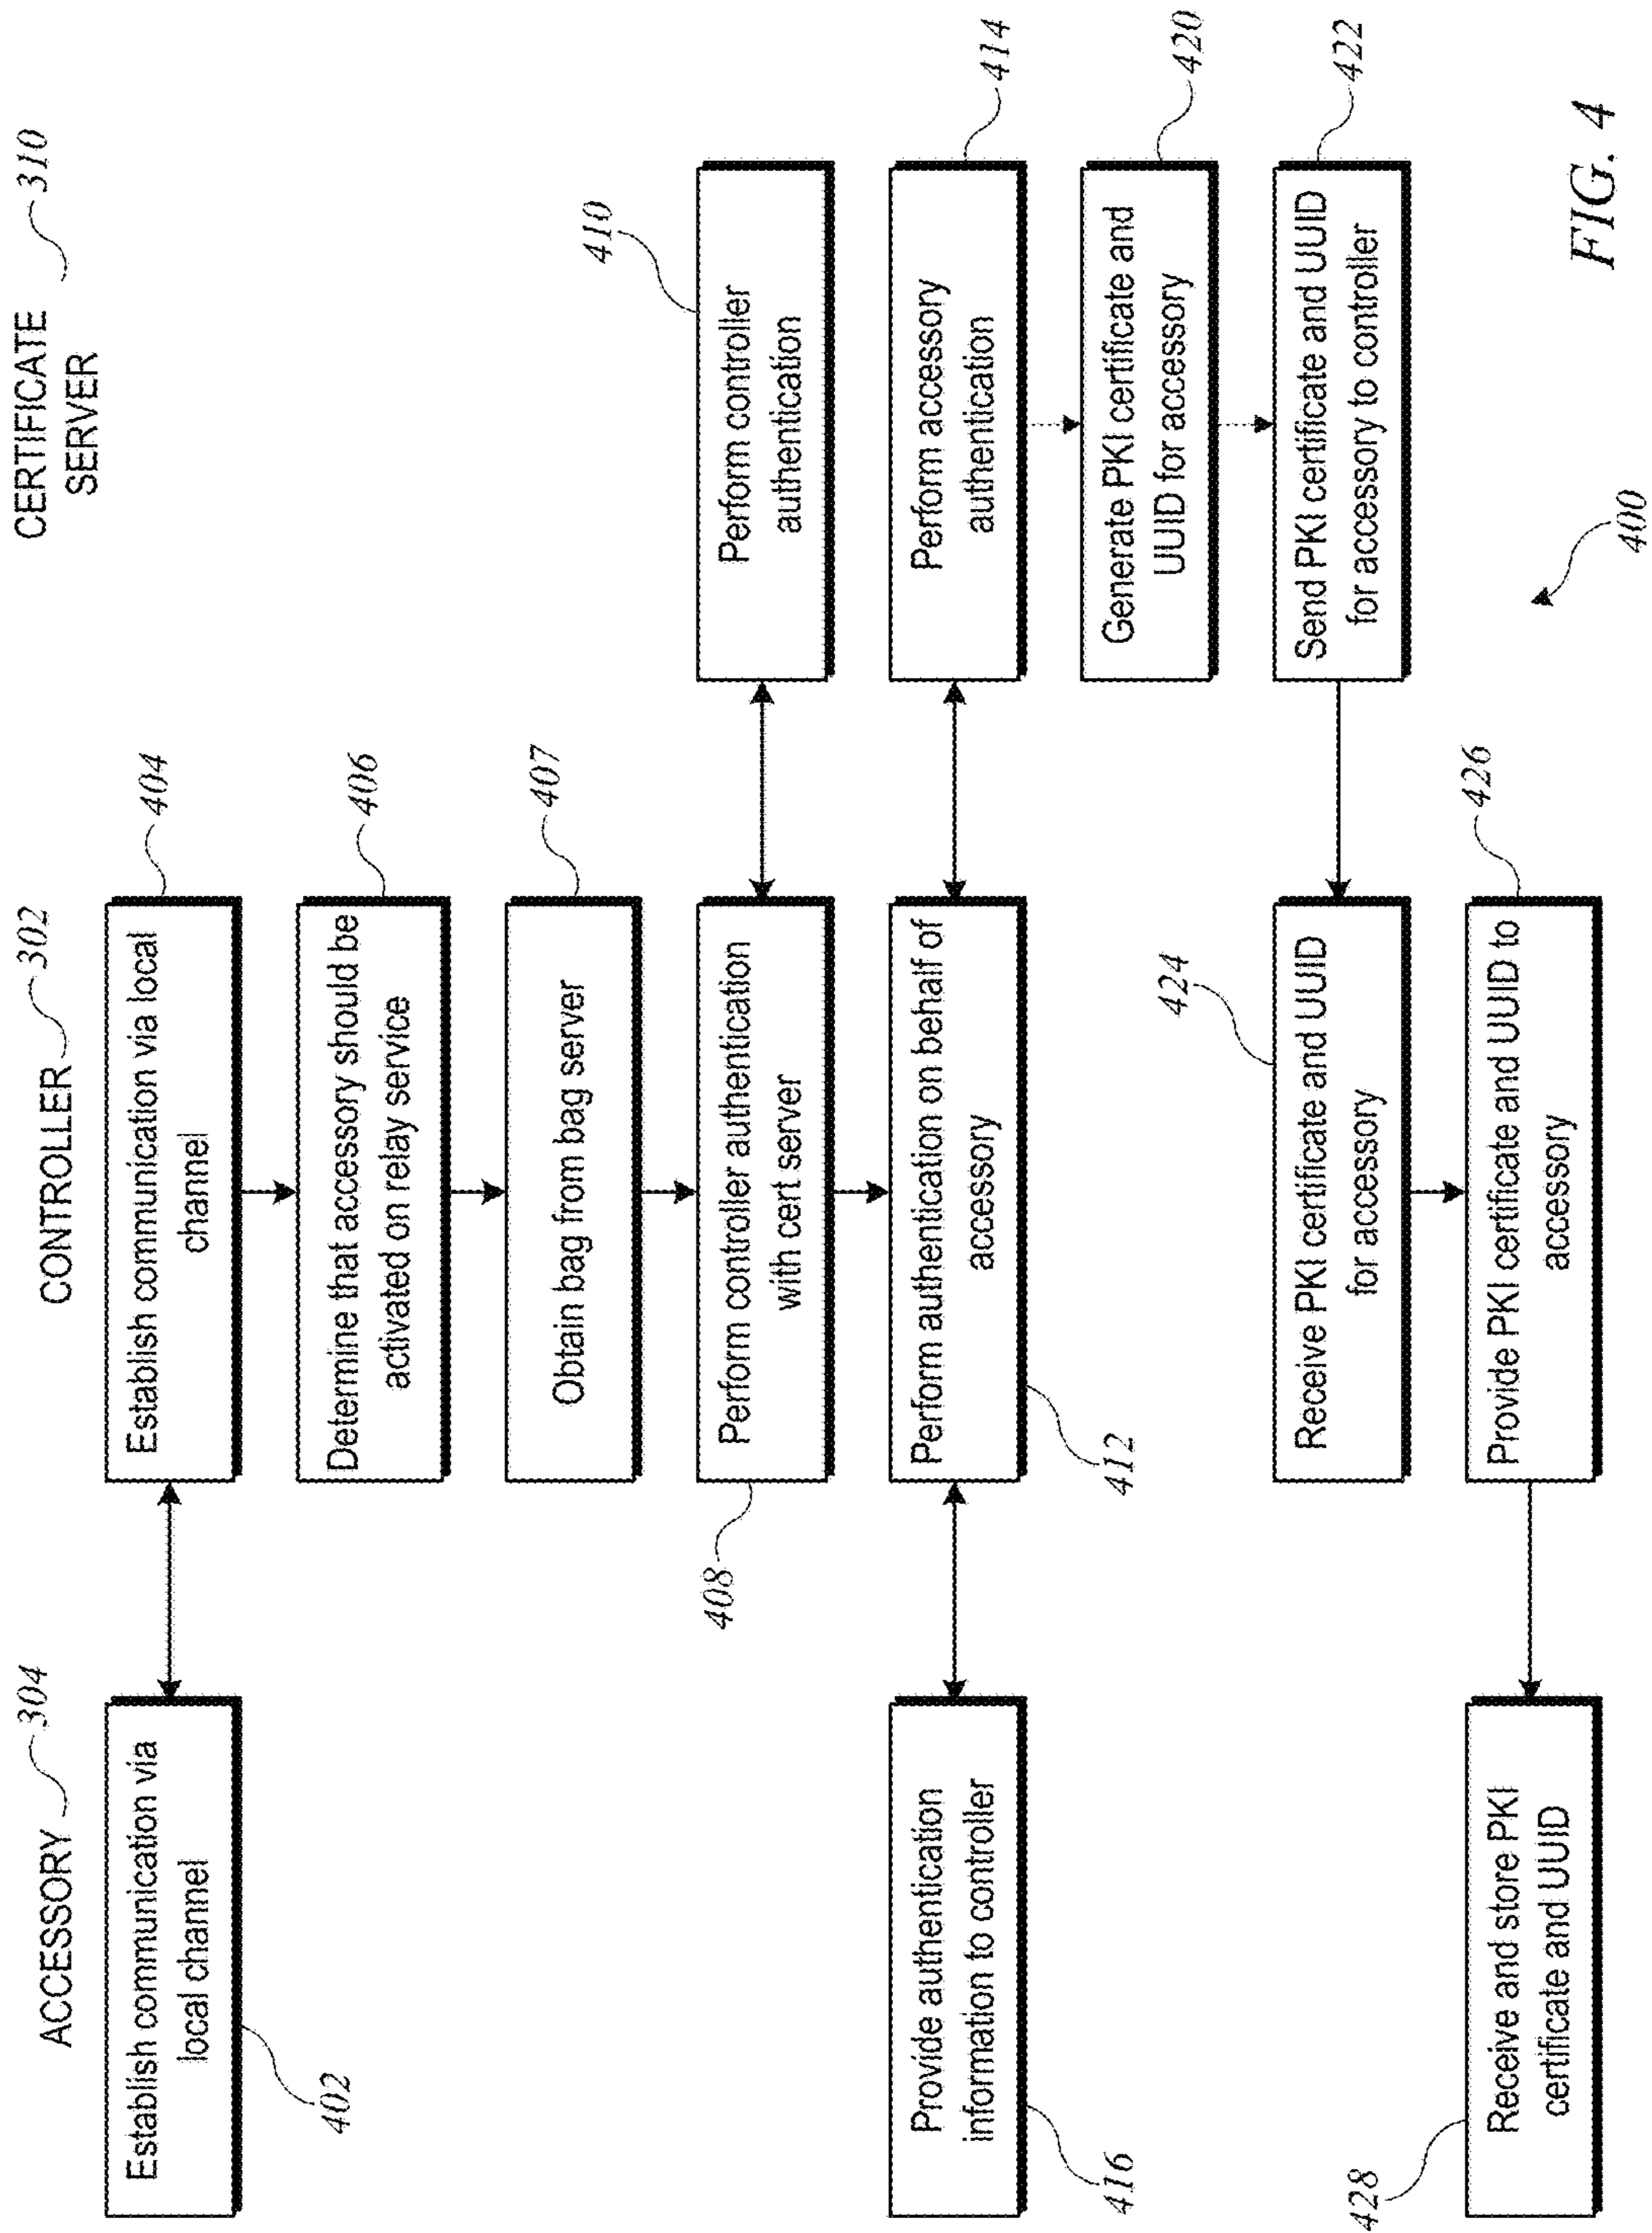 ACCESSORY 304
CONTROLLER 302
CERTIFICATE 310
SERVER
Establish communication via
local channel
402
Establish communication via local
channel
404
Determine that accessory should be
activated on relay service
406
Obtain bag from bag server
407
Perform controller authentication
with cert server
408
Perform controller
authentication
410
Provide authentication
information to controller
416
Perform authentication on behalf of
accessory
412
Perform accessory
authentication
414
Generate PKI certificate and
UUID for accessory
420
Send PKI certificate and UUID
for accessory to controller
422
Receive PKI certificate and UUID
for accessory
424
Provide PKI certificate and UUID to
accessory
426
Receive and store PKI
certificate and UUID
428
400
FIG. 4